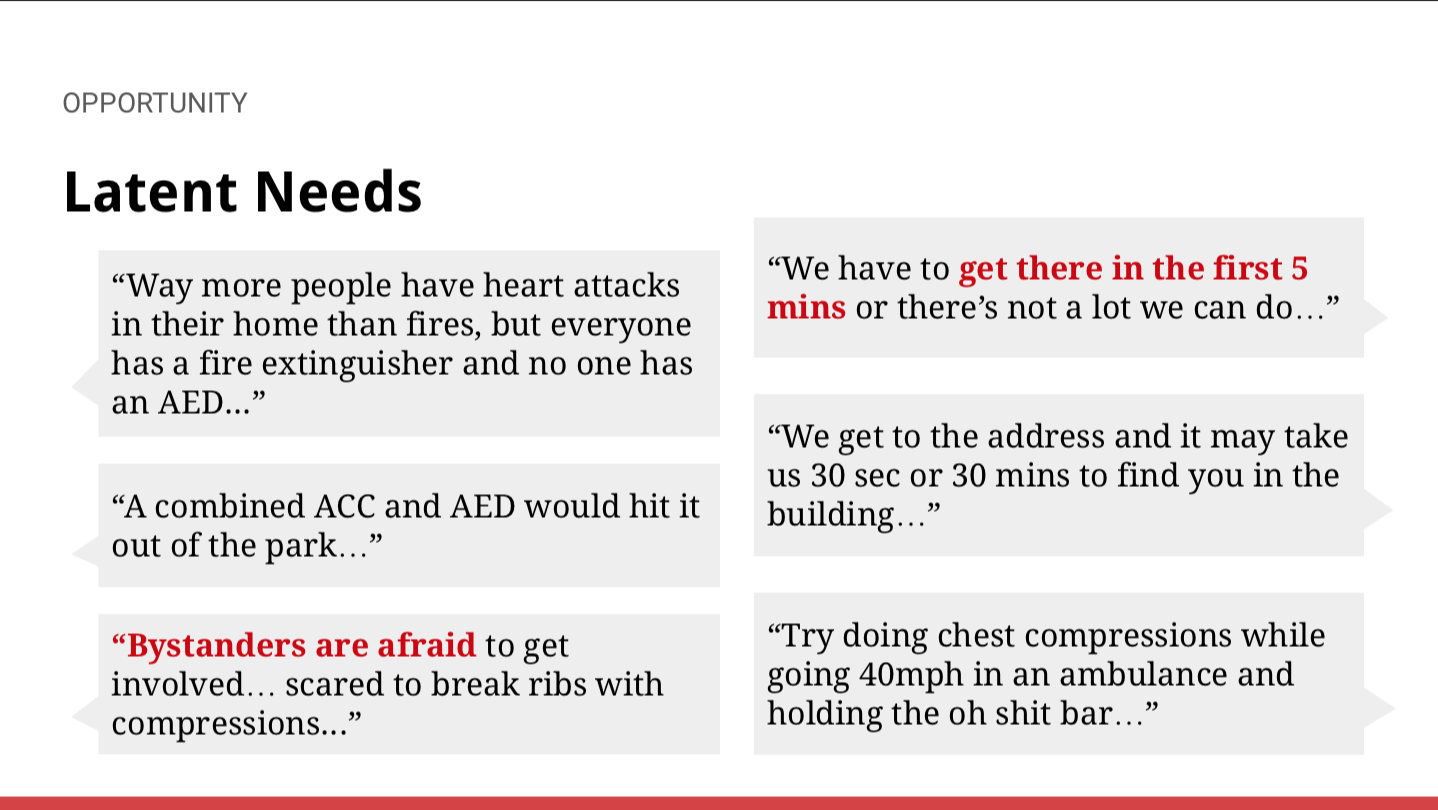 OPPORTUNITY
Latent Needs
“Way more people have heart attacks
in their home than fires, but everyone
has a fire extinguisher and no one has
an AED...”
“A combined ACC and AED would hit it
out of the park…”
“Bystanders are afraid to get
involved… scared to break ribs with
compressions...”
“We have to get there in the first 5
mins or there’s not a lot we can do…”
“We get to the address and it may take
us 30 sec or 30 mins to find you in the
building…”
“Try doing chest compressions while
going 40mph in an ambulance and
holding the oh shit bar…”